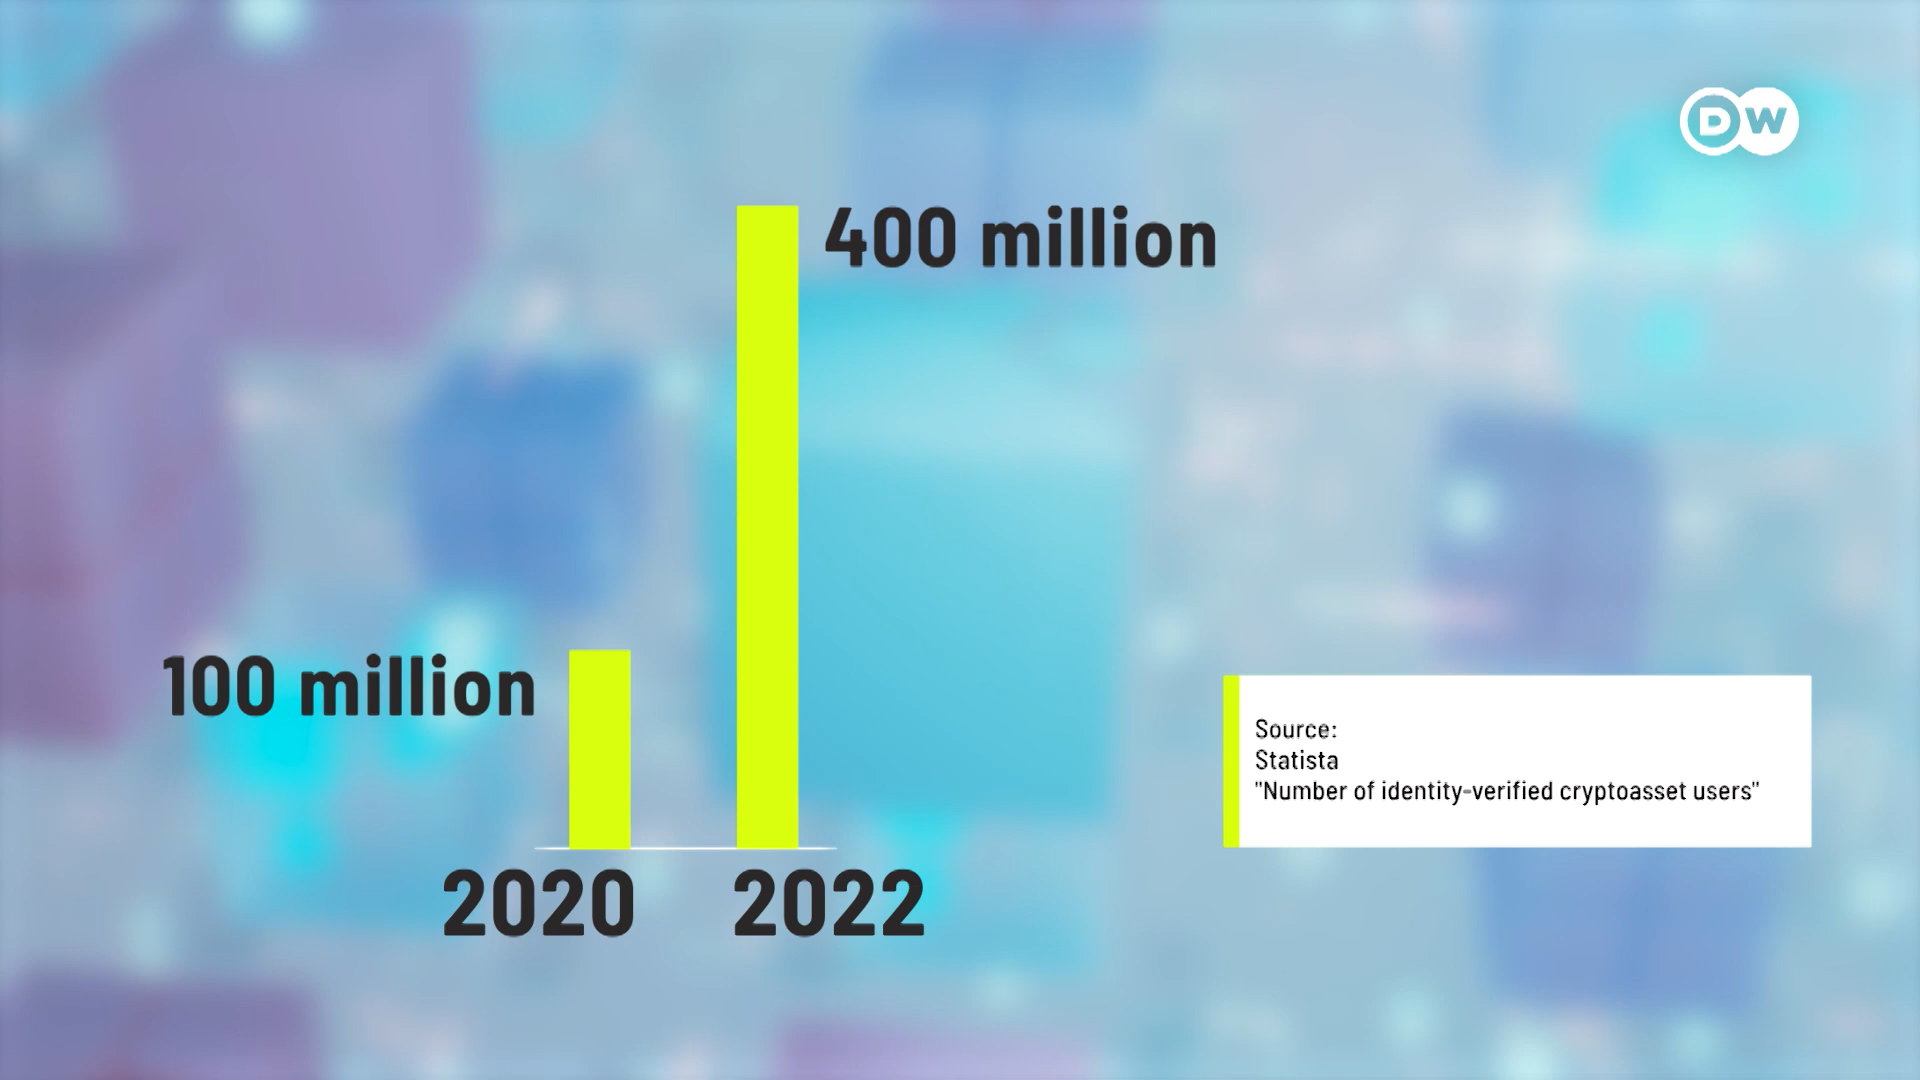 DW
400 million
100 million
2020 2022
Source:
Statista
"Number of identity-verified cryptoasset users"